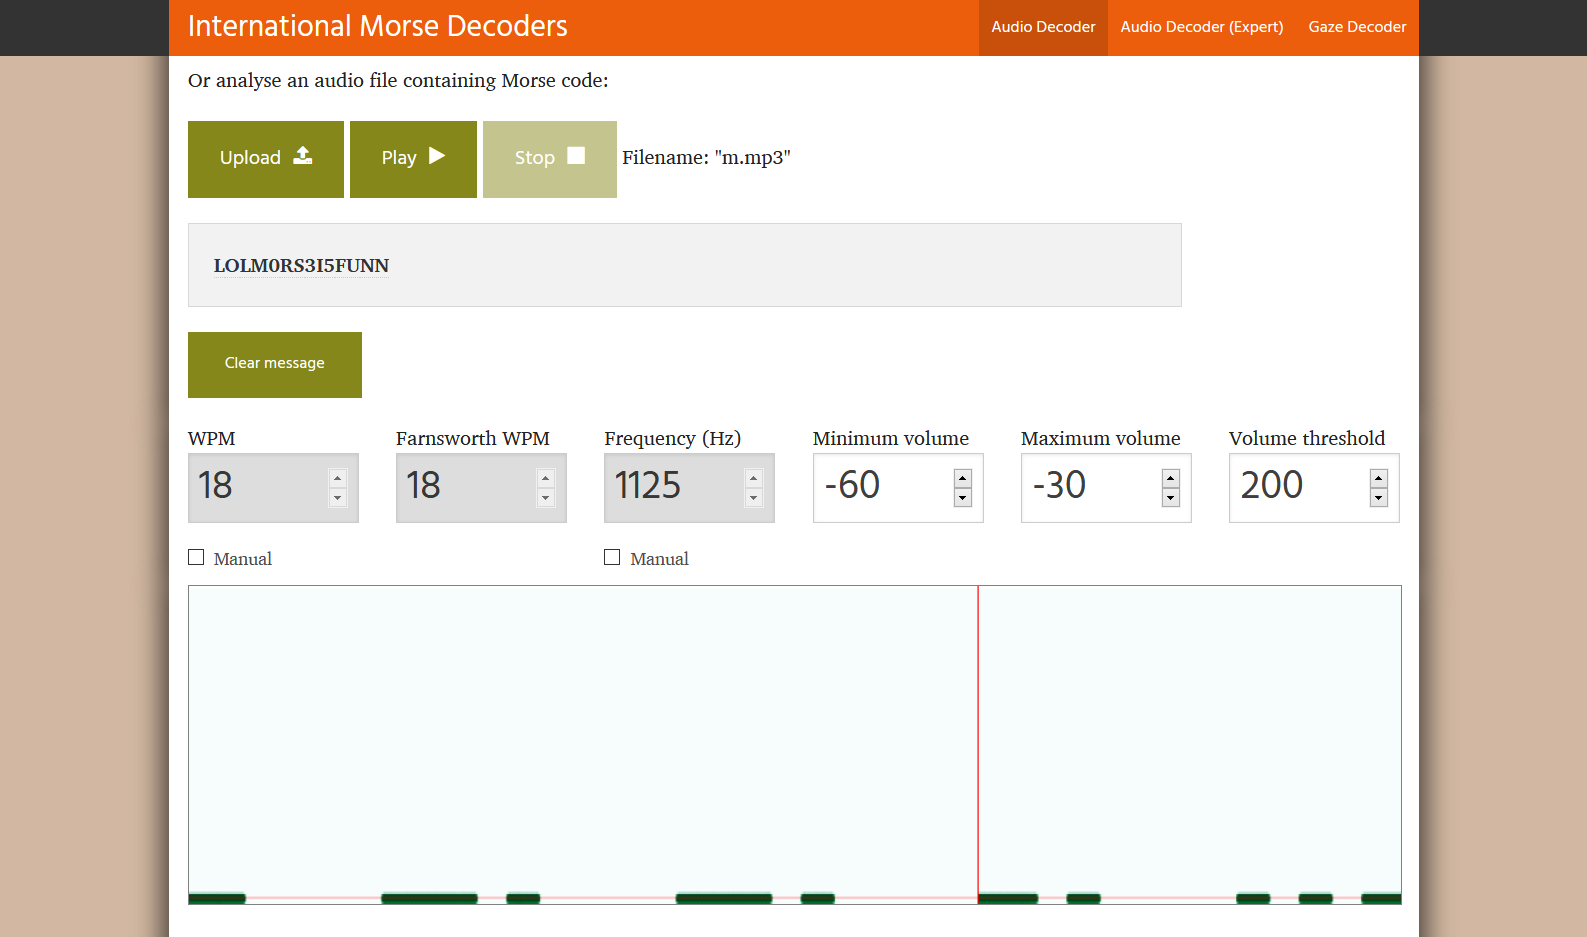 International Morse Decoders
Audio Decoder Audio Decoder (Expert) Gaze Decoder
Or analyse an audio file containing Morse code:
Upload Play Stop Filename: "m.mp3"
LOLM0RS3I5FUNN
Clear message
WPM Farnsworth WPM Frequency (Hz) Minimum volume Maximum volume Volume threshold
18 18 1125 -60 -30 200
Manual Manual